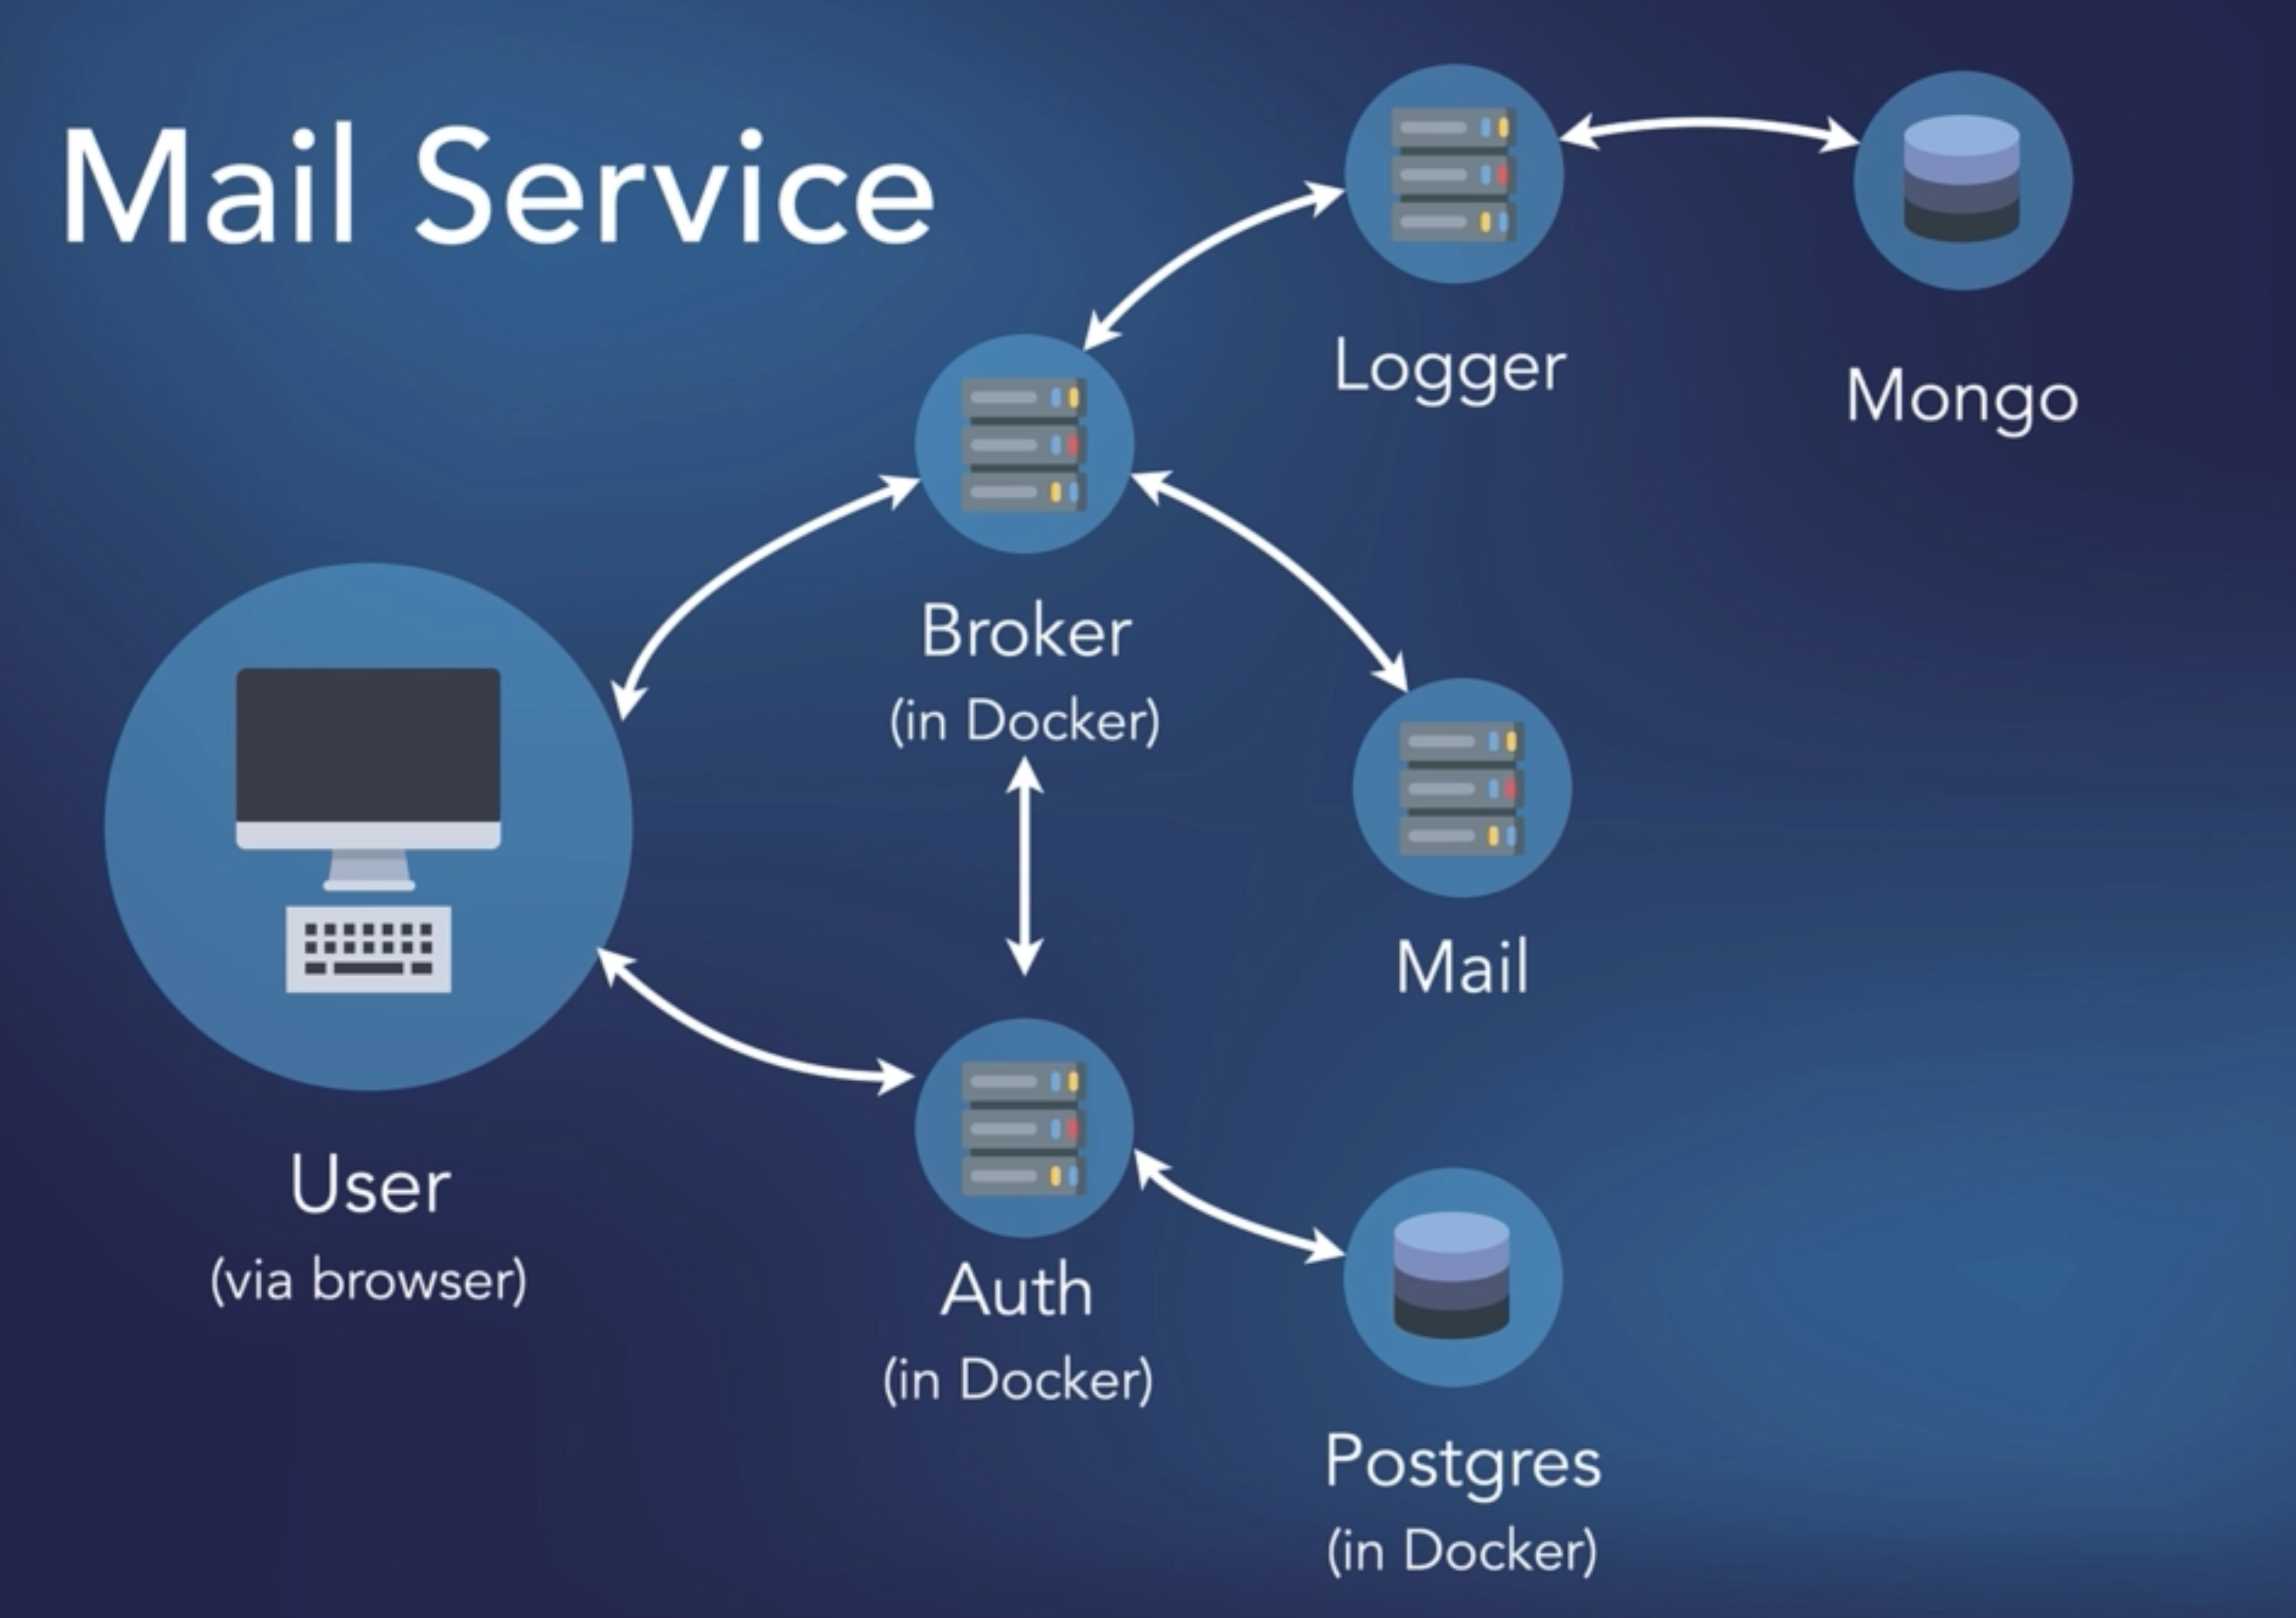 Mail Service
Logger
Mongo
Broker
(in Docker)
Mail
User
(via browser)
Auth
(in Docker)
Postgres
(in Docker)